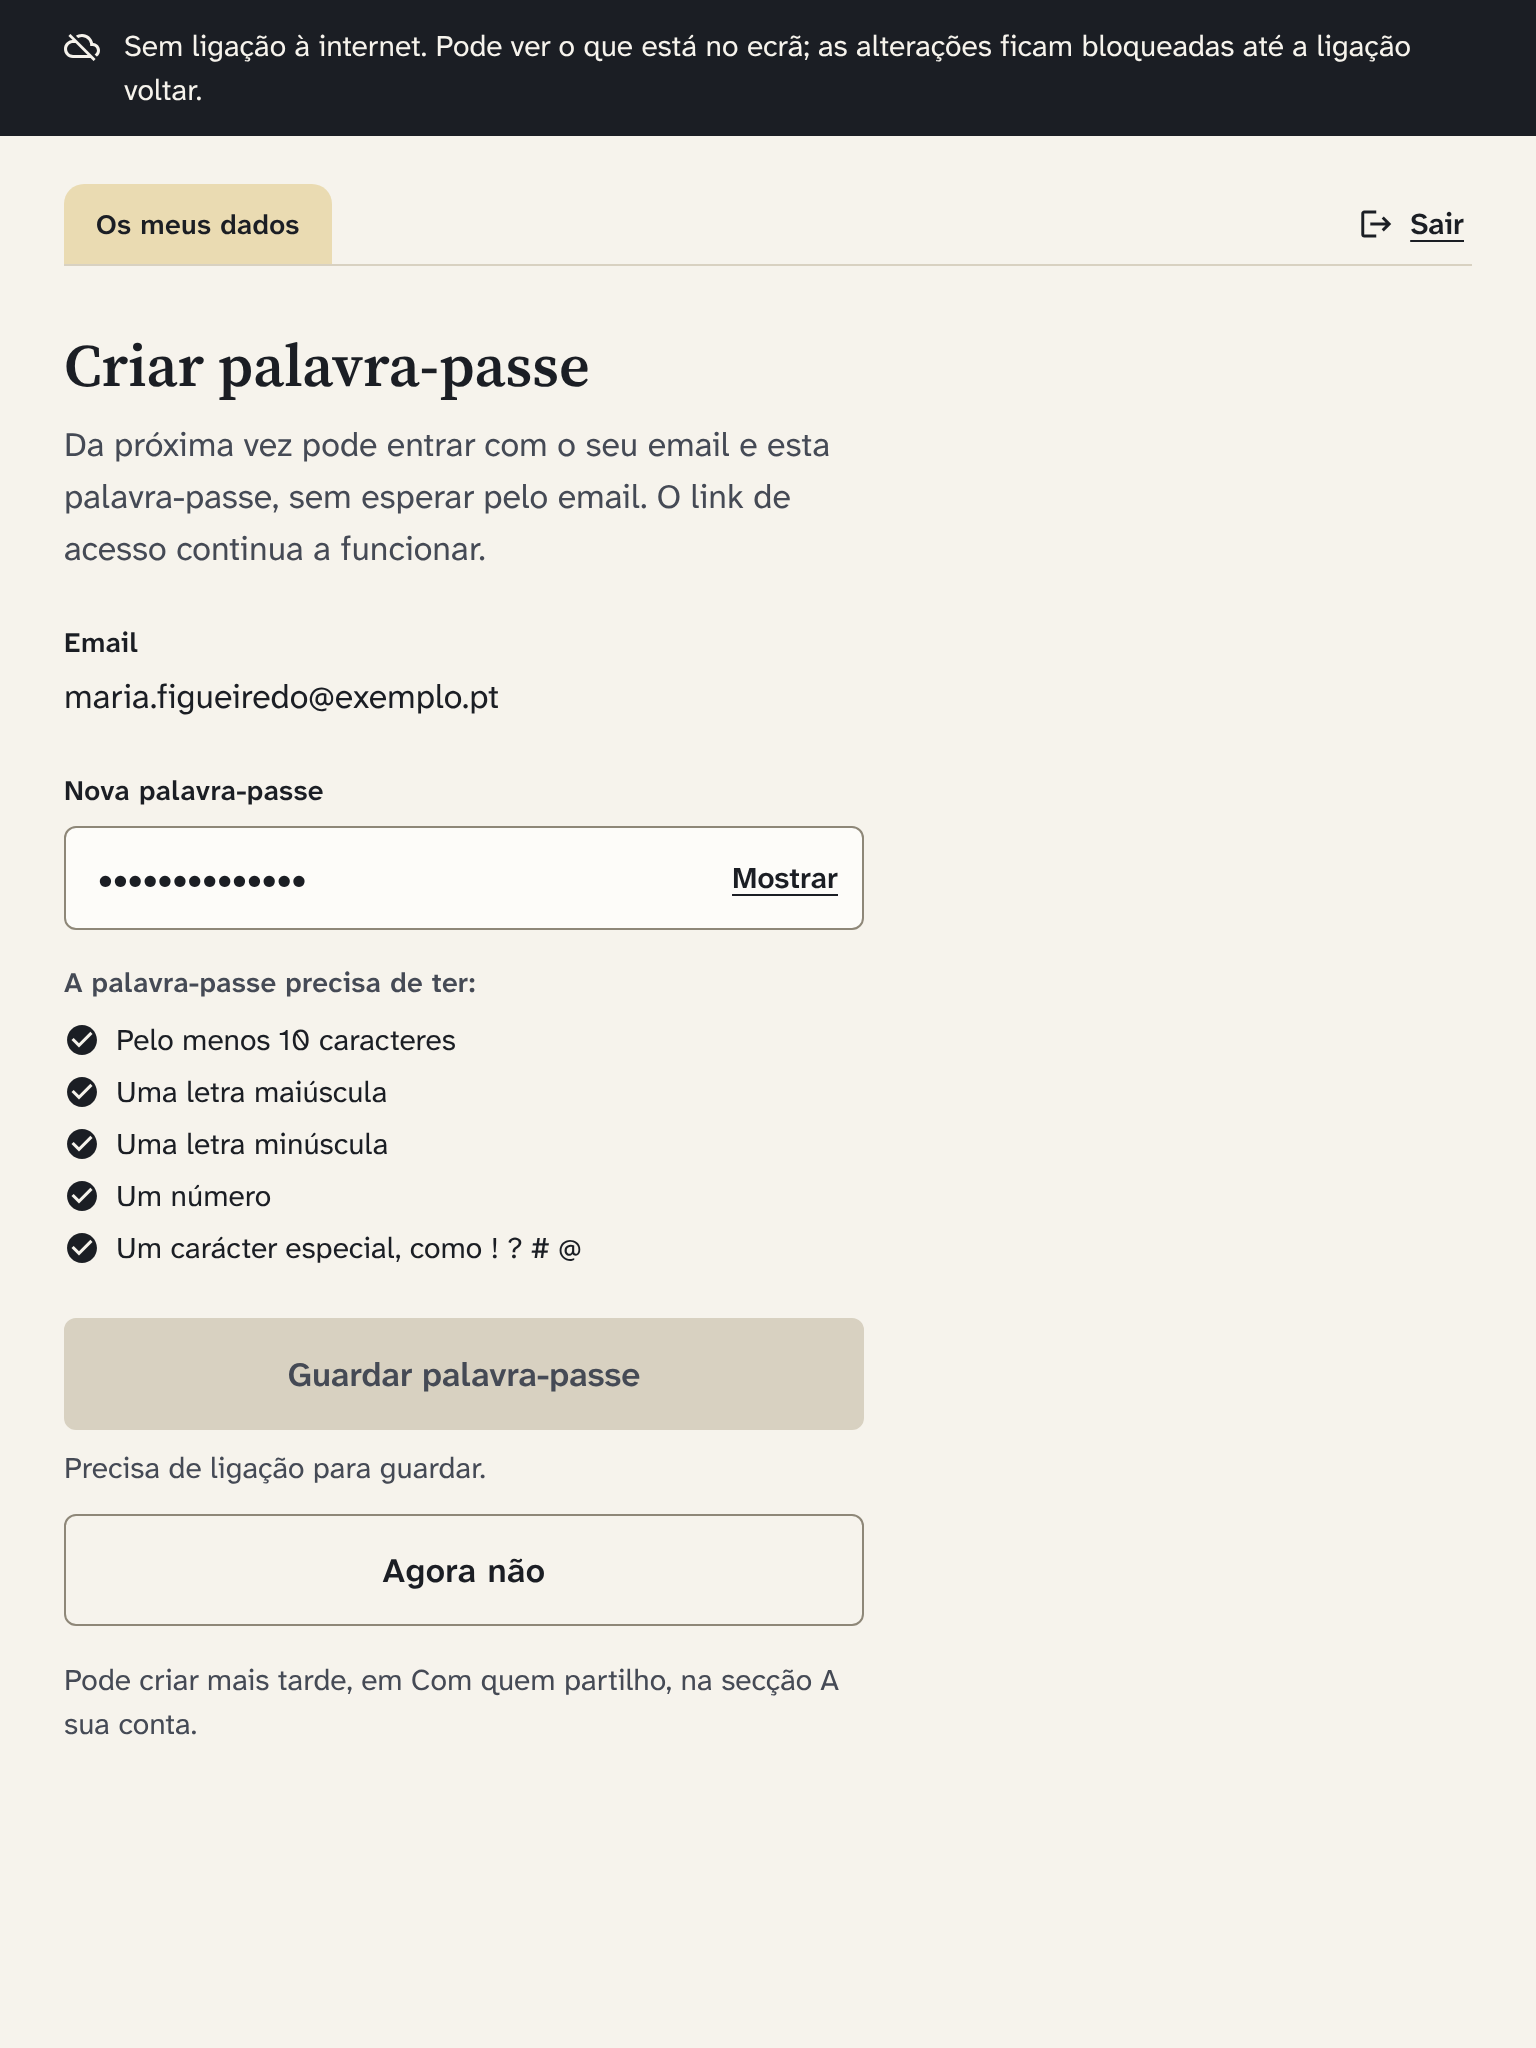 Sem ligação à internet. Pode ver o que está no ecrã; as alterações ficam bloqueadas até a ligação
voltar.
Os meus dados
Sair
Criar palavra-passe
Da próxima vez pode entrar com o seu email e esta
palavra-passe, sem esperar pelo email. O link de
acesso continua a funcionar.
Email
maria.figueiredo@exemplo.pt
Nova palavra-passe
••••••••••••••
Mostrar
A palavra-passe precisa de ter:
Pelo menos 10 caracteres
Uma letra maiúscula
Uma letra minúscula
Um número
Um carácter especial, como ! ? # @
Guardar palavra-passe
Precisa de ligação para guardar.
Agora não
Pode criar mais tarde, em Com quem partilho, na secção A
sua conta.